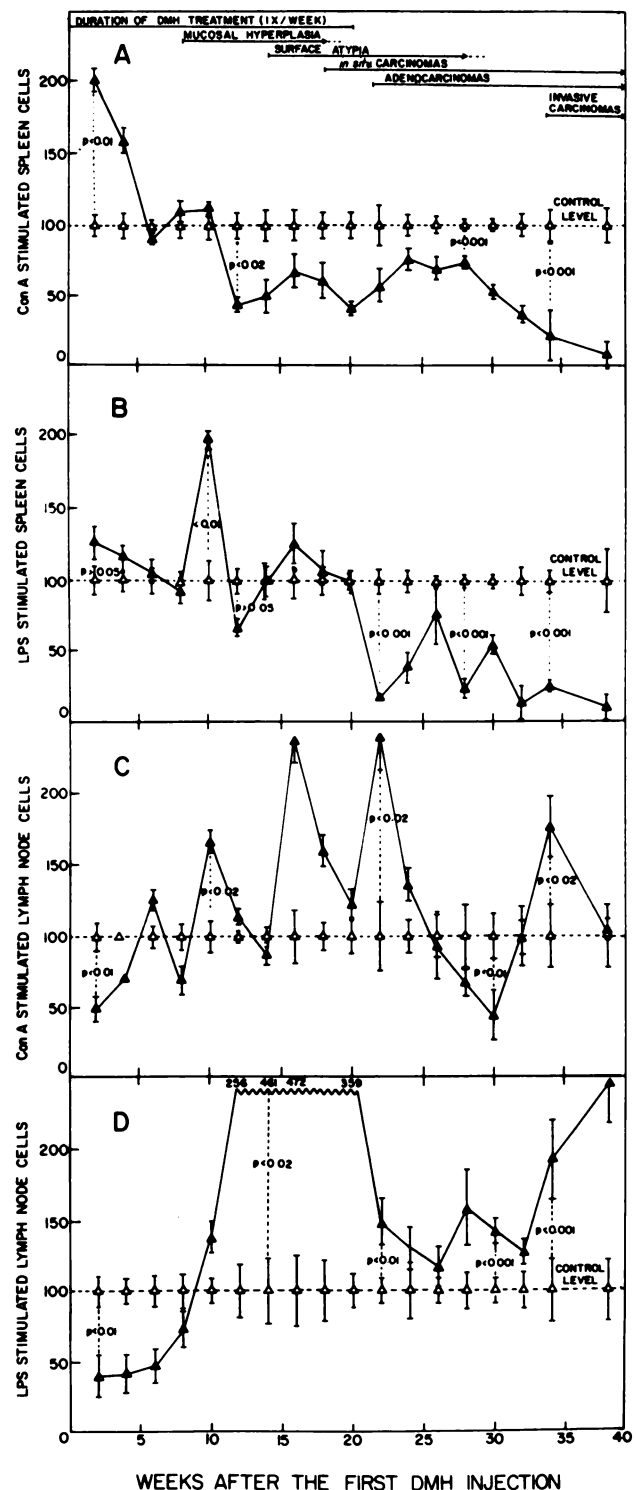 DURATION OF DMH TREATMENT (1X/WEEK)
MUCOSAL HYPERPLASIA
SURFACE ATYPIA
in situ CARCINOMAS
ADENOCARCINOMAS
INVASIVE
CARCINOMAS
A
Con A STIMULATED SPLEEN CELLS
200
150
100
50
0
p<0.01
p<0.02
p<0.001
p<0.001
CONTROL
LEVEL
B
LPS STIMULATED SPLEEN CELLS
200
150
100
50
0
p>0.05
<0.01
p>0.05
p<0.001
p<0.001
p<0.001
CONTROL
LEVEL
C
Con A STIMULATED LYMPH NODE CELLS
200
150
100
50
0
p<0.01
p<0.02
p<0.02
p<0.01
p<0.02
D
LPS STIMULATED LYMPH NODE CELLS
256 461 472 359
200
150
100
50
0
p<0.01
p<0.02
p<0.01
p<0.001
p<0.001
CONTROL
LEVEL
0 5 10 15 20 25 30 35 40
WEEKS AFTER THE FIRST DMH INJECTION